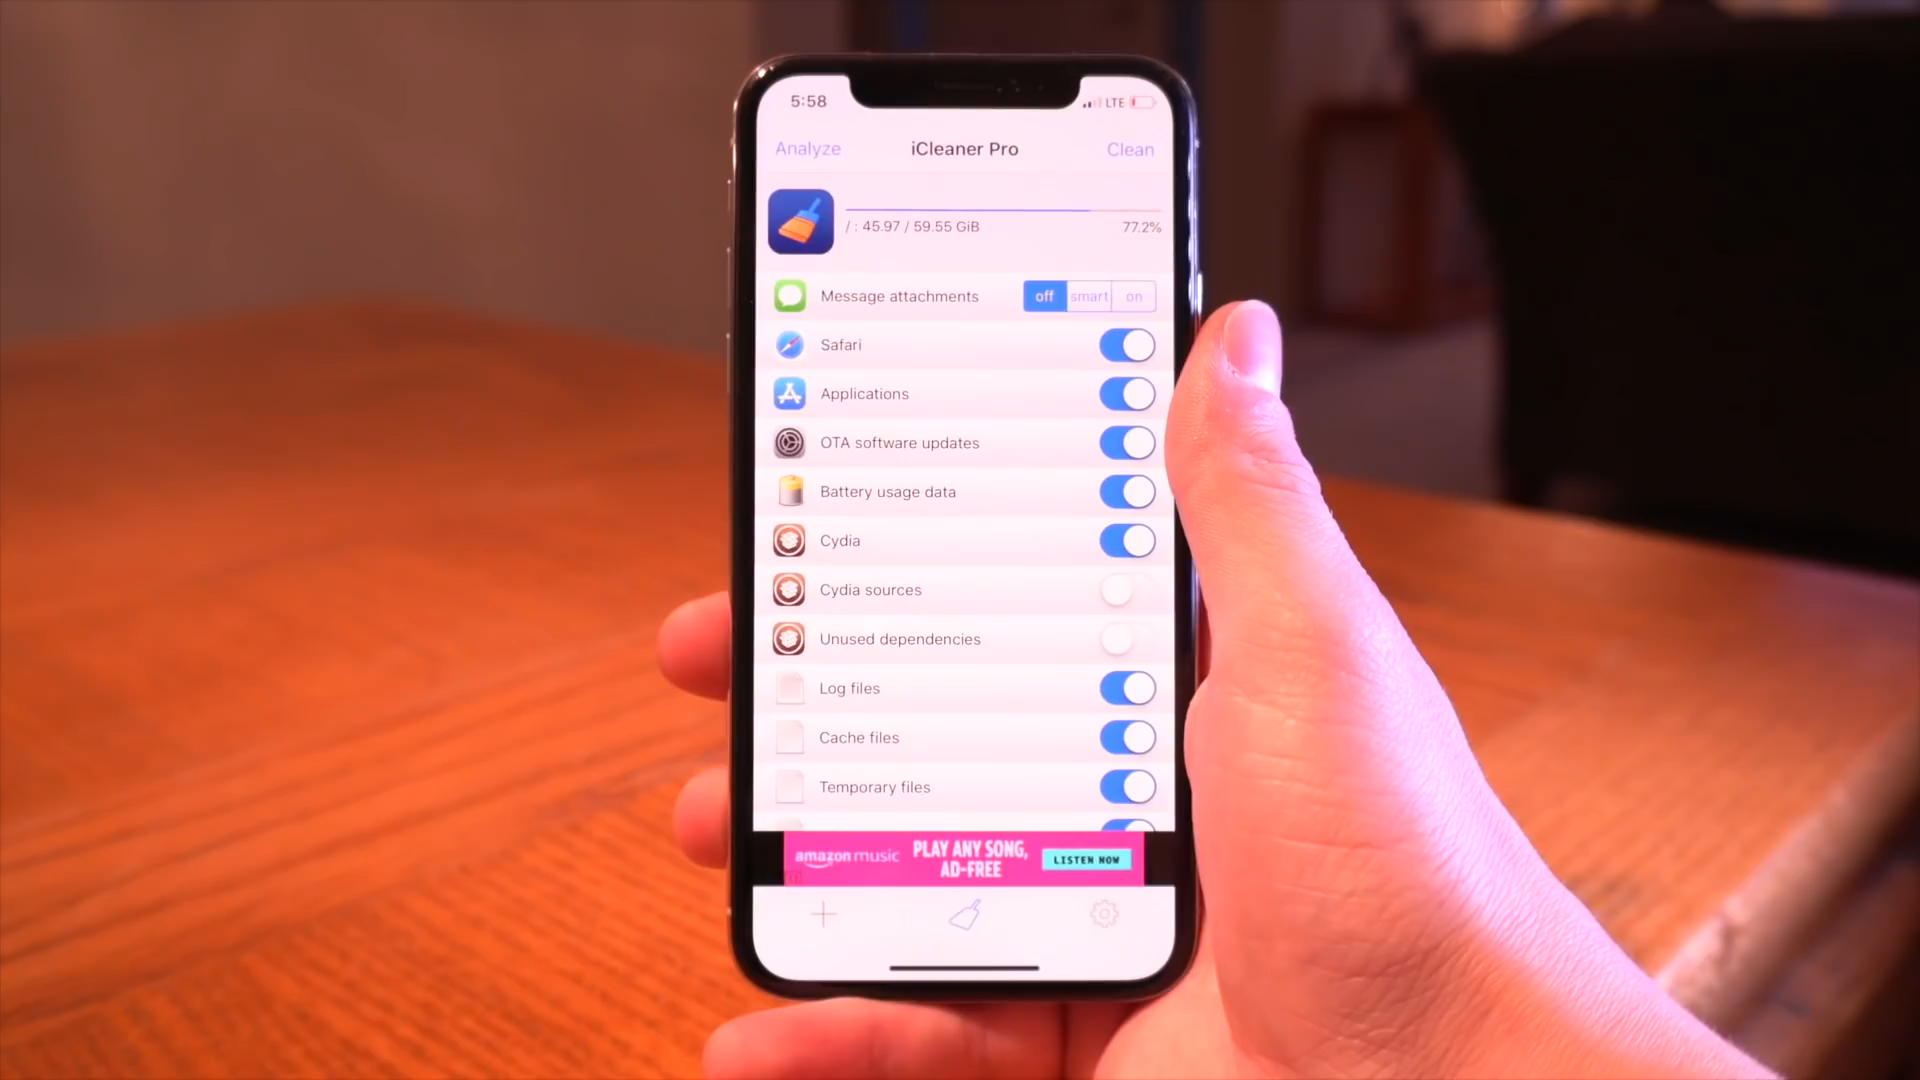 5:58 LTE
Analyze iCleaner Pro Clean
/ : 45.97 / 59.55 GiB 77.2%
Message attachments off smart on
Safari
Applications
OTA software updates
Battery usage data
Cydia
Cydia sources
Unused dependencies
Log files
Cache files
Temporary files
amazon music PLAY ANY SONG, AD-FREE LISTEN NOW